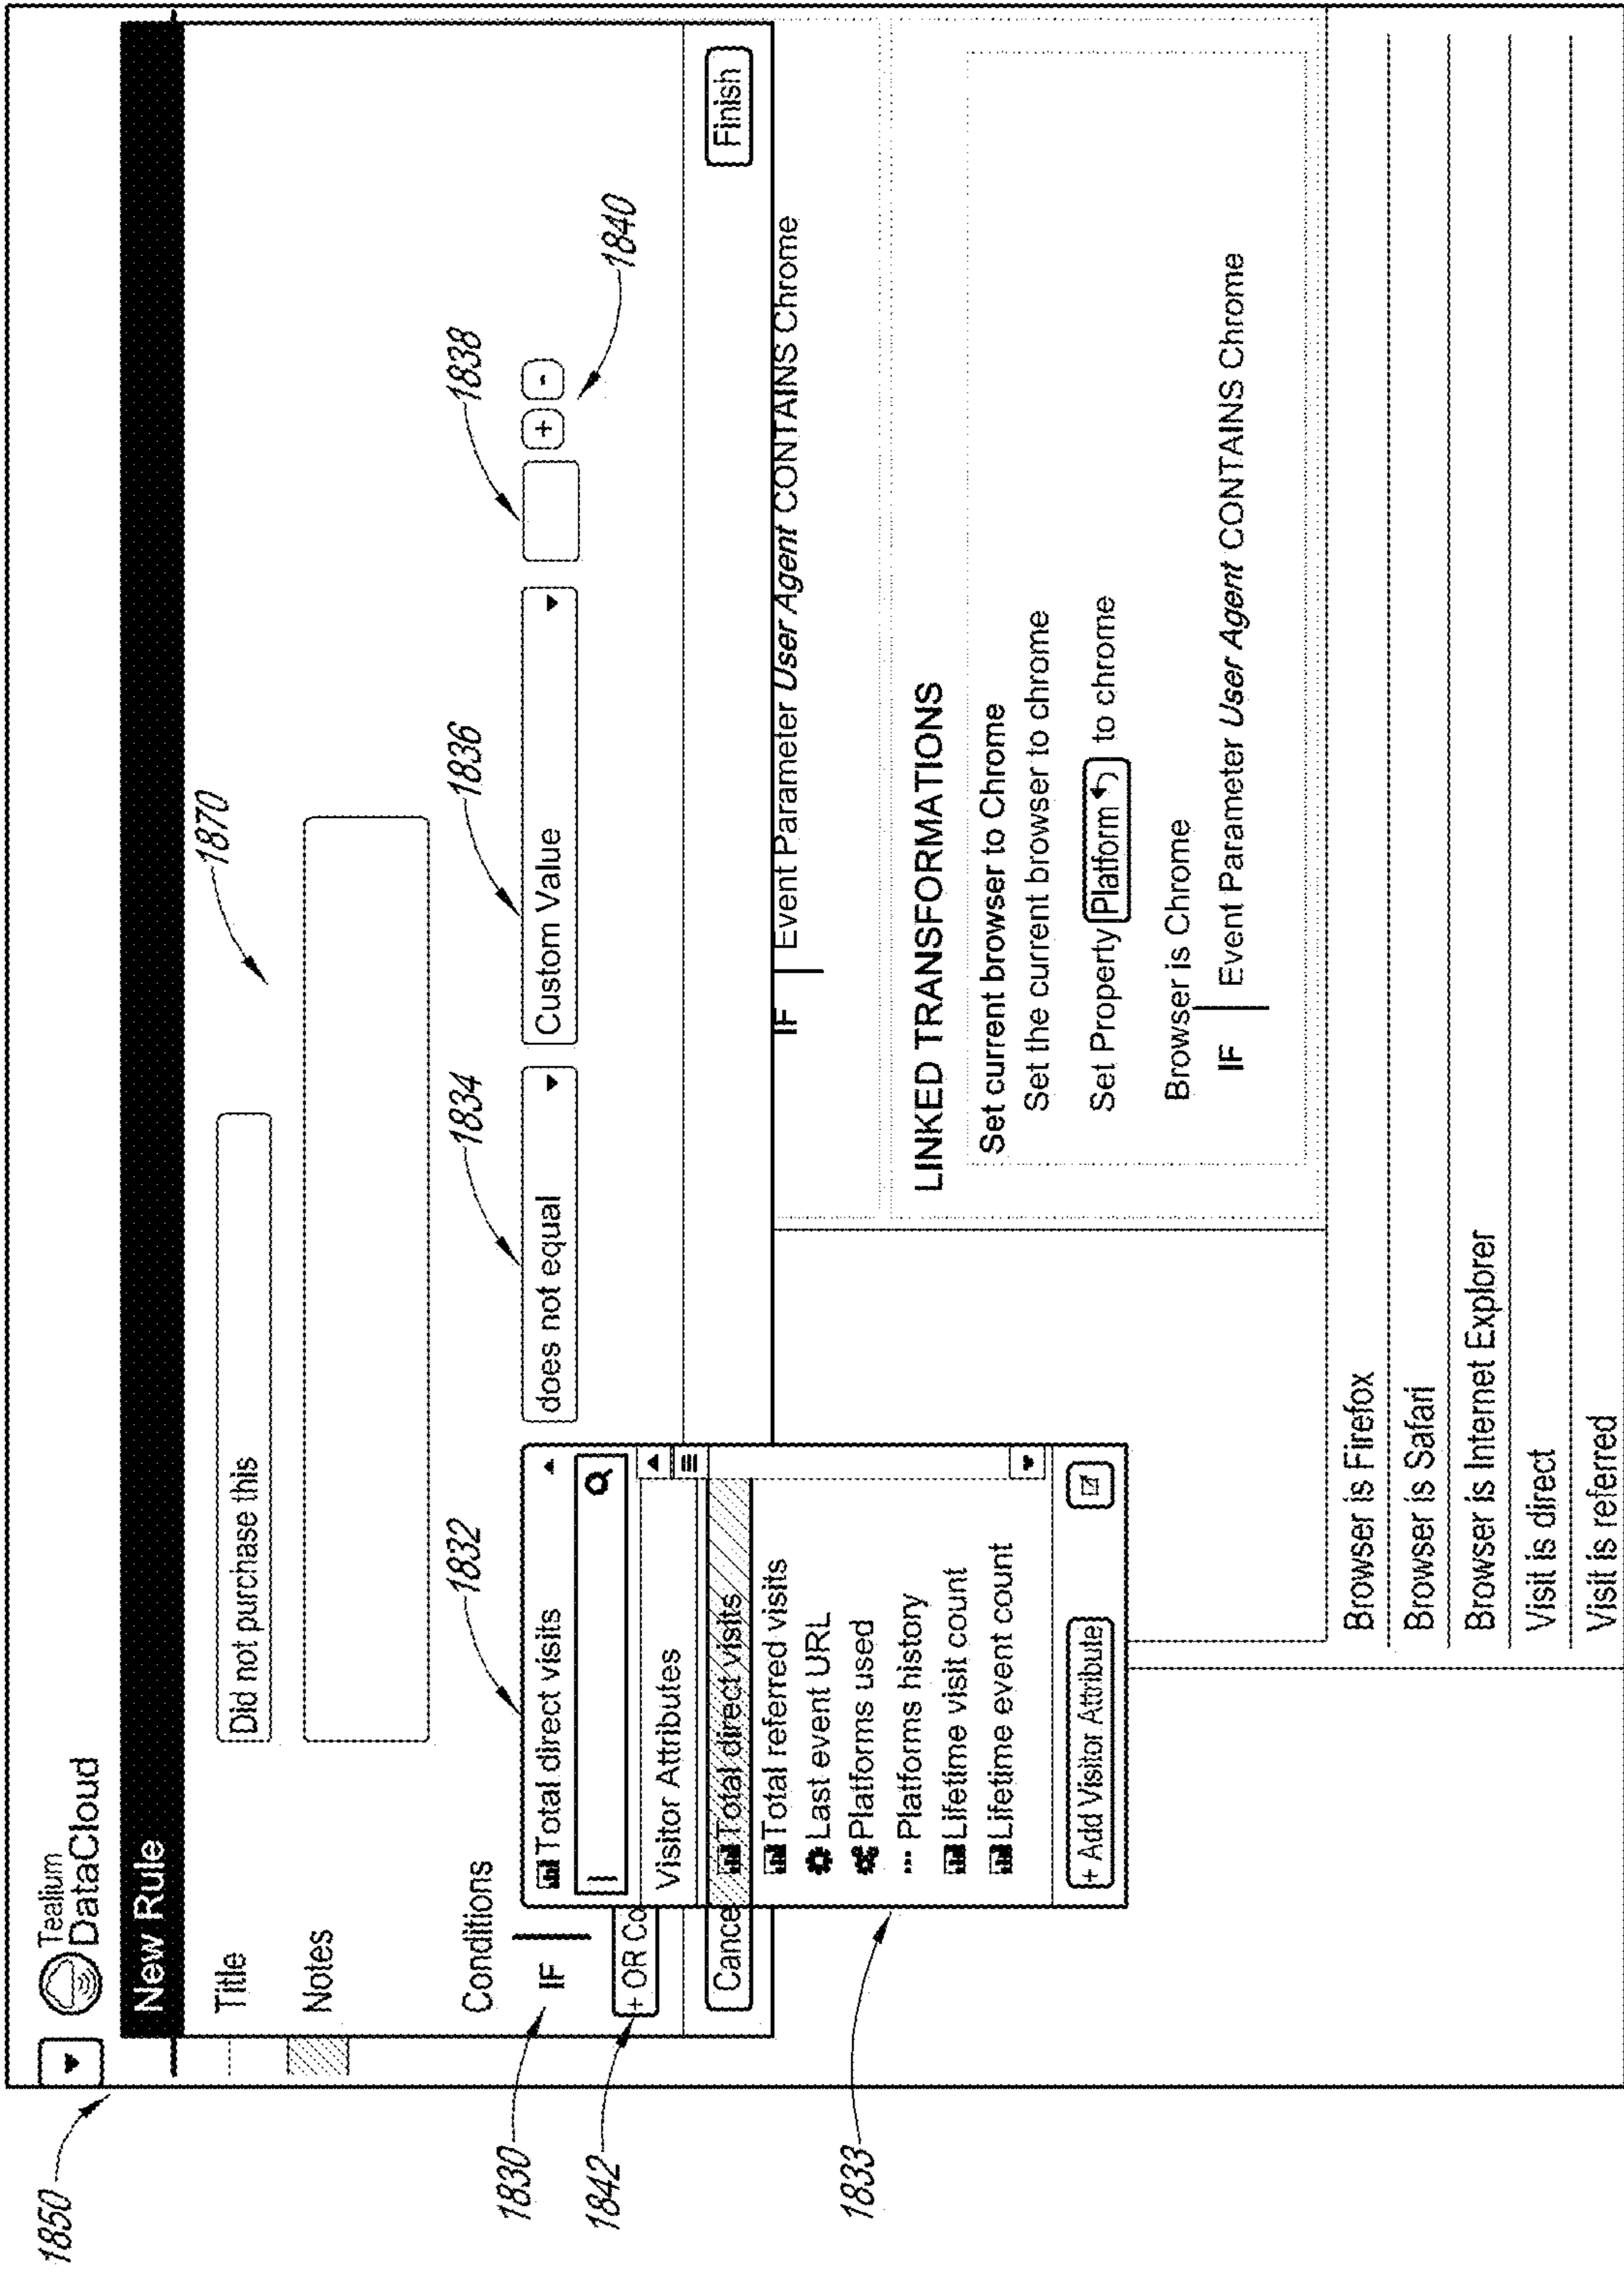 1850
Tealium
DataCloud
New Rule
Title
Did not purchase this
1870
Notes
Conditions
1832
1834
1836
1838
1830
IF
Total direct visits
does not equal
Custom Value
+
-
1840
1842
+ OR Co
Visitor Attributes
Cance
Finish
Total direct visits
Total referred visits
Last event URL
Platforms used
Platforms history
Lifetime visit count
Lifetime event count
1833
+ Add Visitor Attribute
IF
Event Parameter User Agent CONTAINS Chrome
LINKED TRANSFORMATIONS
Set current browser to Chrome
Set the current browser to chrome
Set Property Platform to chrome
Browser is Chrome
IF
Event Parameter User Agent CONTAINS Chrome
Browser is Firefox
Browser is Safari
Browser is Internet Explorer
Visit is direct
Visit is referred